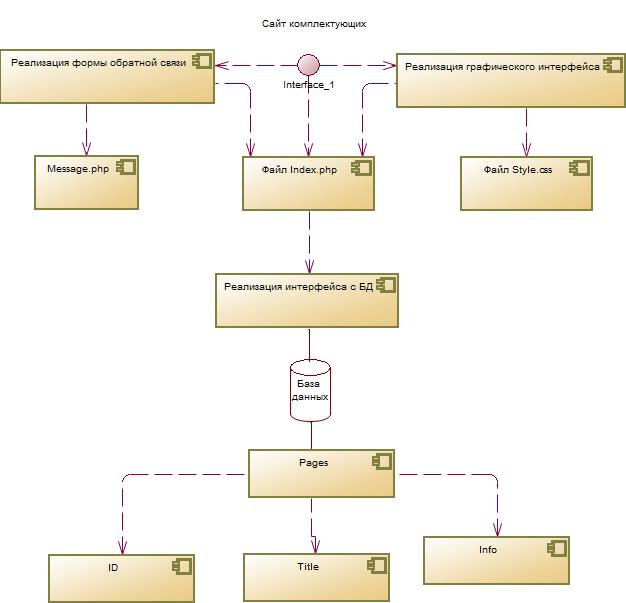 Сайт комплектующих
Реализация формы обратной связи
Interface_1
Реализация графического интерфейса
Message.php
Файл Index.php
Файл Style.css
Реализация интерфейса с БД
База
данных
Pages
ID
Title
Info